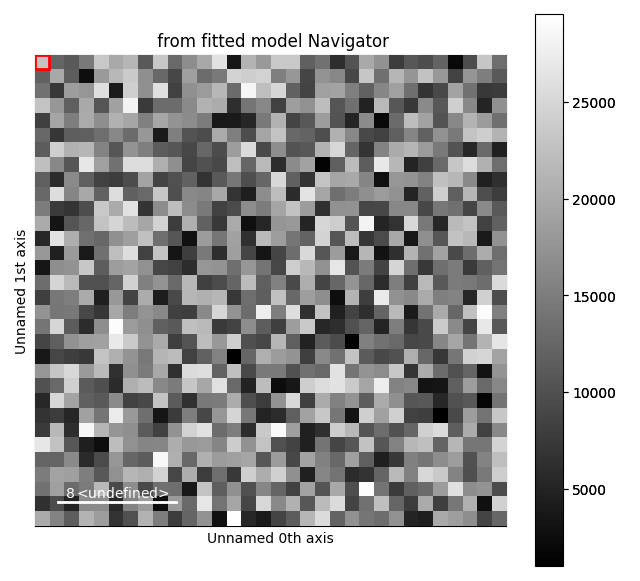 from fitted model Navigator
25000
20000
15000
10000
5000
Unnamed 1st axis
8 <undefined>
Unnamed 0th axis